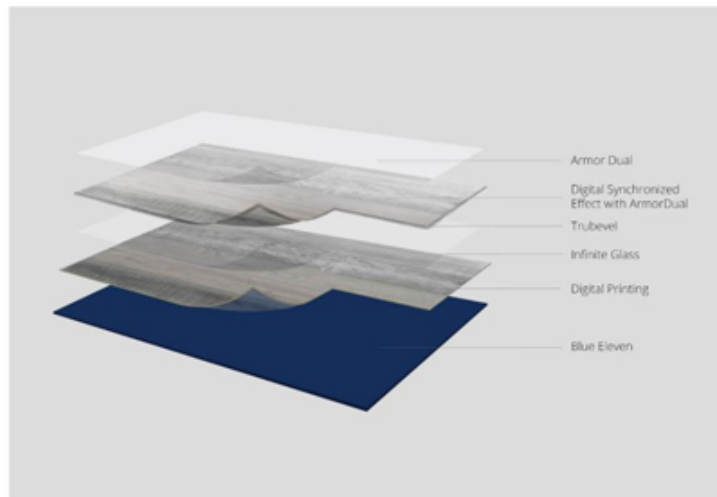 Armor Dual
Digital Synchronized
Effect with ArmorDual
Trubevel
Infinite Glass
Digital Printing
Blue Eleven